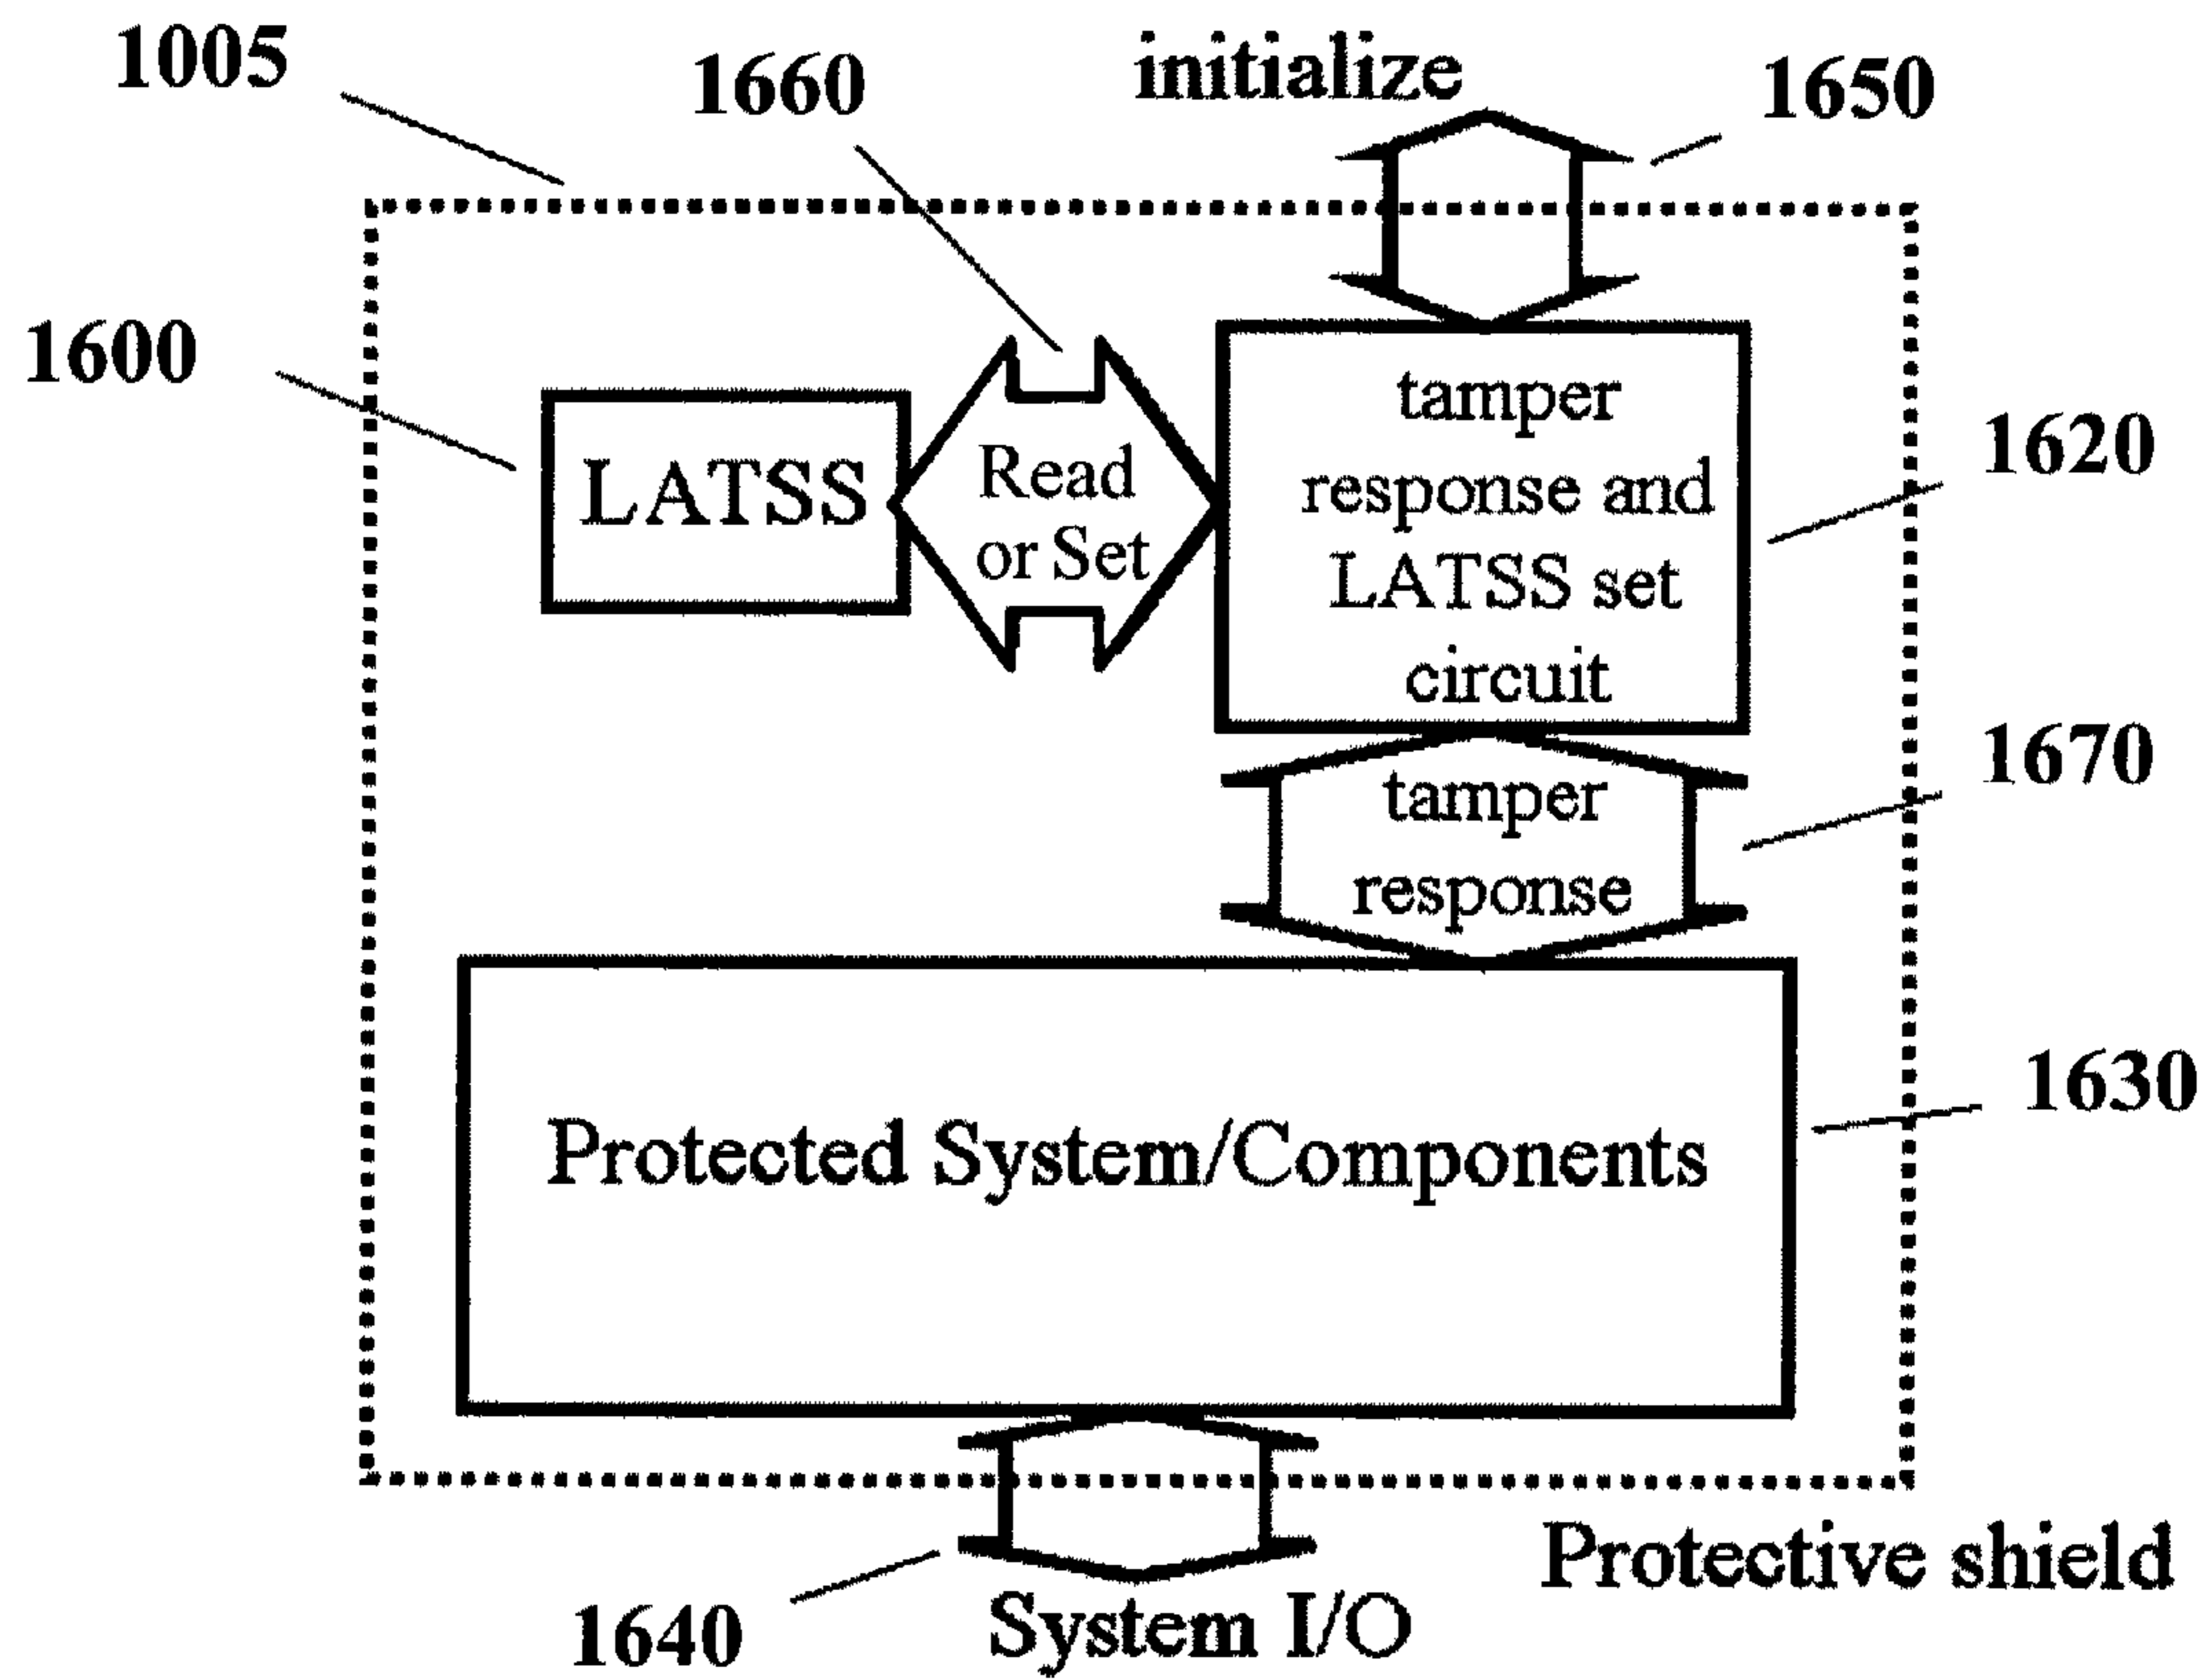 1005
1660
initialize
1650
1600
LATSS
Read
or Set
tamper
response and
LATSS set
circuit
1620
tamper
response
1670
Protected System/Components
1630
1640
System I/O
Protective shield